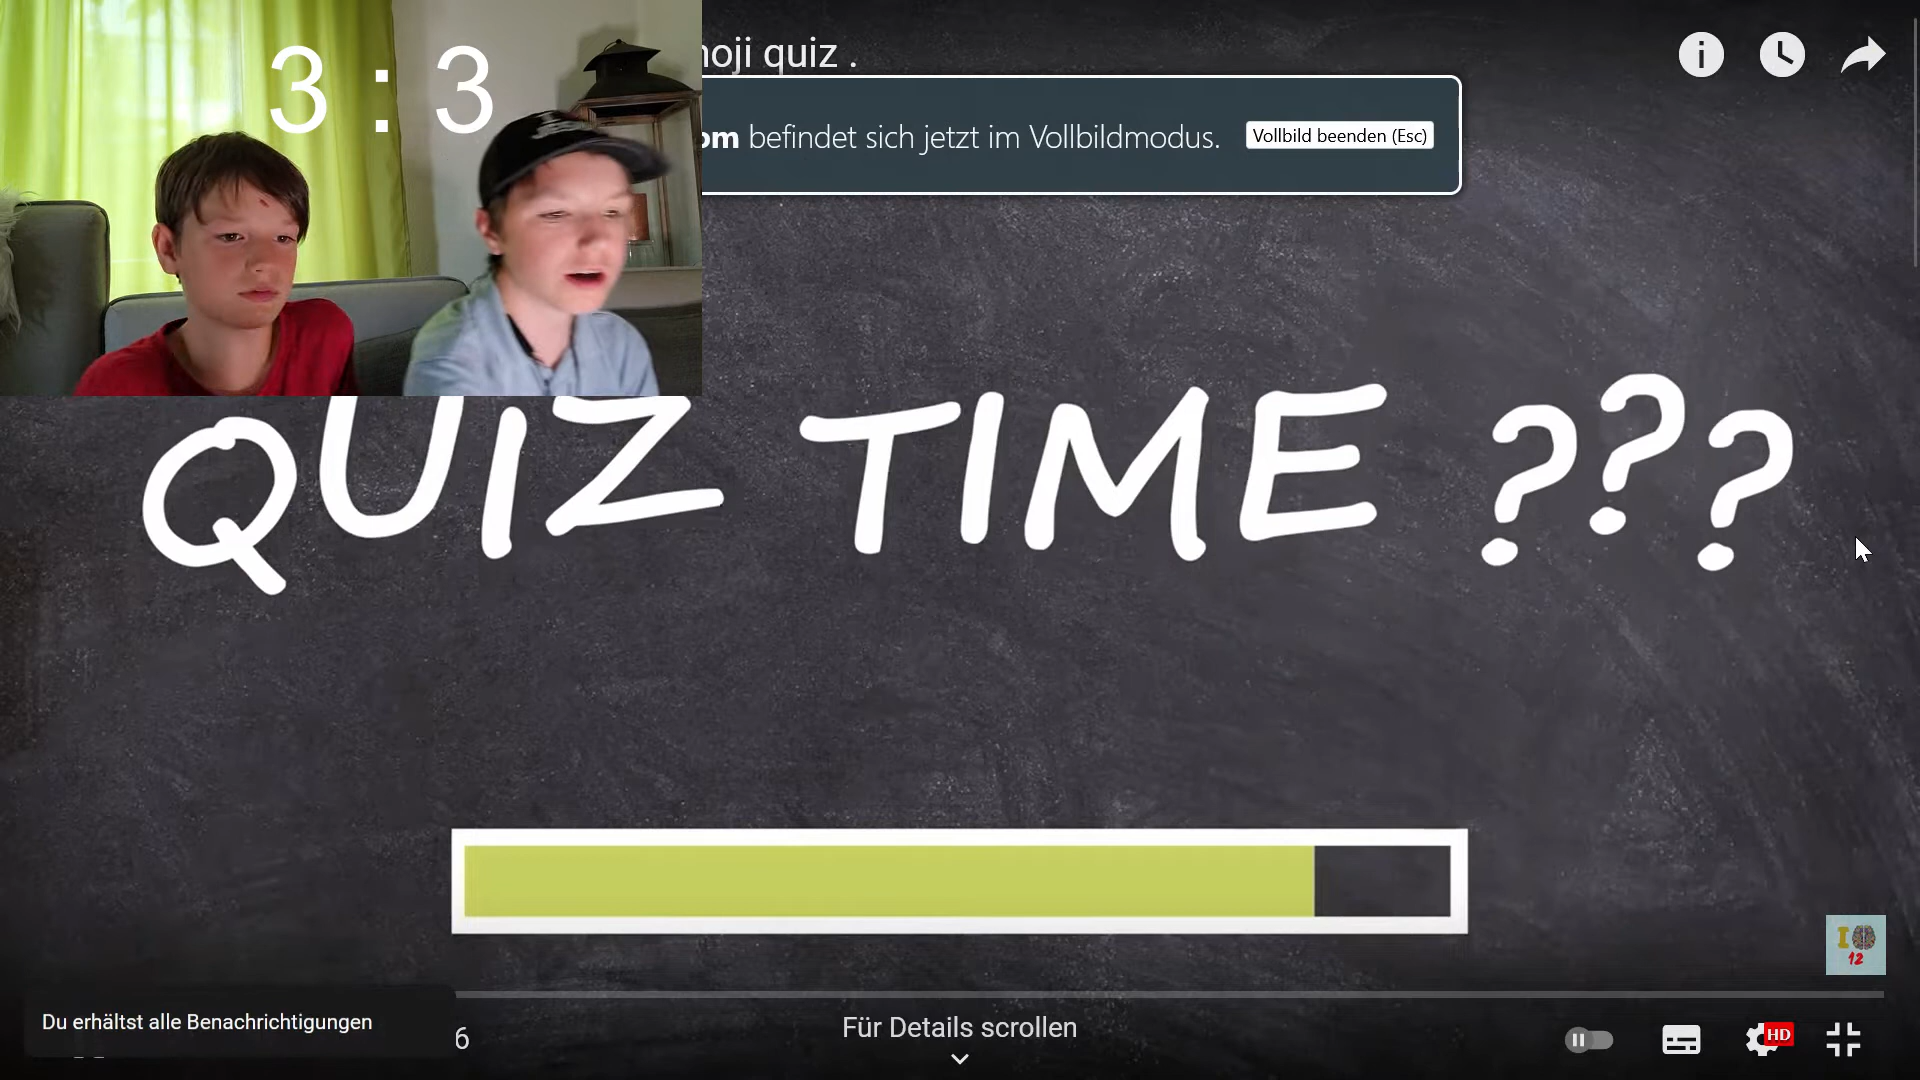 3 : 3
oji quiz .
om befindet sich jetzt im Vollbildmodus.
Vollbild beenden (Esc)
QUIZ TIME ???
I
12
Du erhältst alle Benachrichtigungen
6
Für Details scrollen
HD